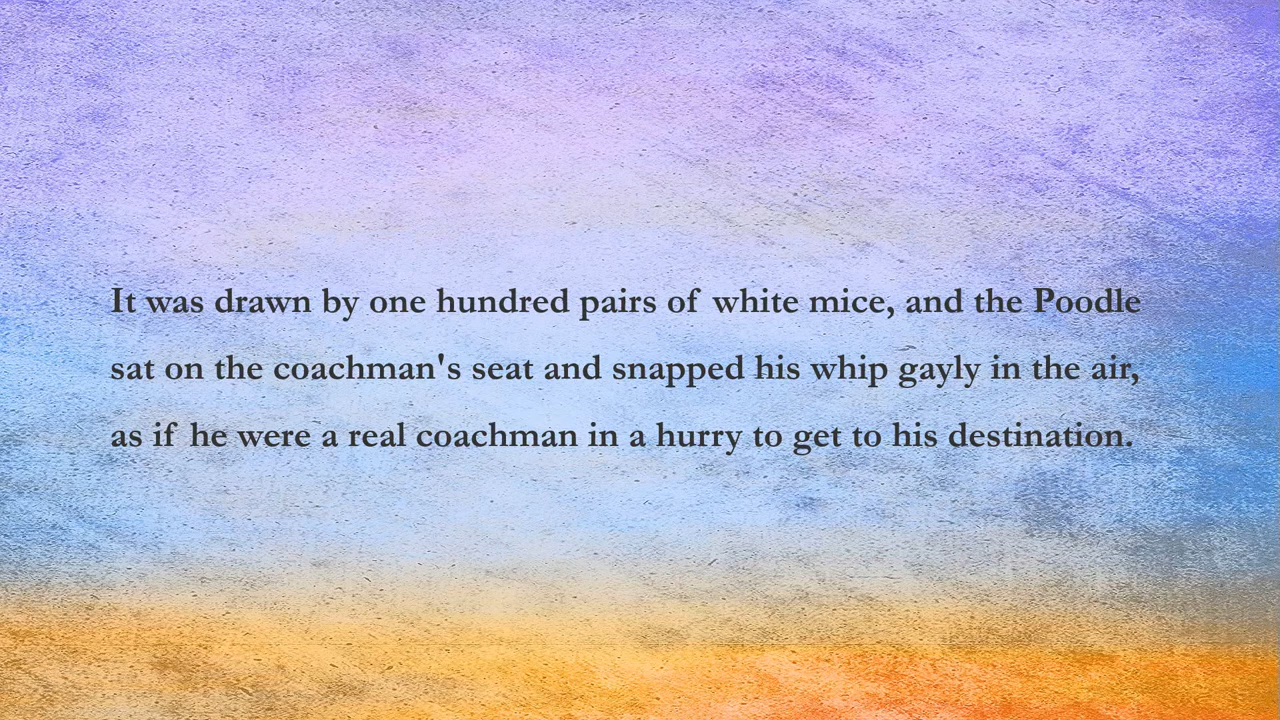 It was drawn by one hundred pairs of white mice, and the Poodle
sat on the coachman's seat and snapped his whip gayly in the air,
as if he were a real coachman in a hurry to get to his destination.